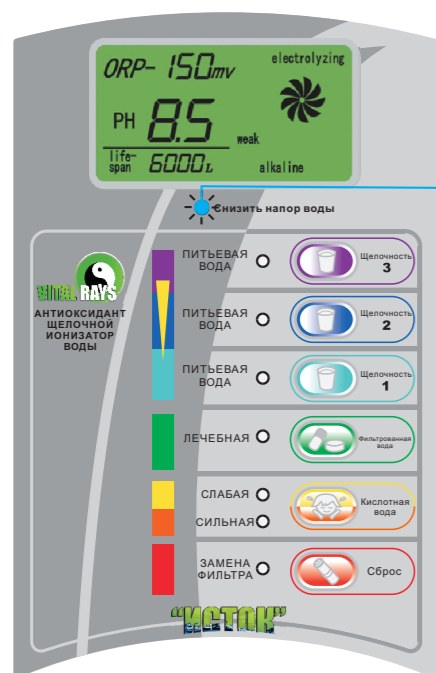 ORP- 150mv
electrolyzing
PH 8.5
weak
life-
span 6000L
alkaline
Снизить напор воды
VITAL RAYS
АНТИОКСИДАНТ
ЩЕЛОЧНОЙ
ИОНИЗАТОР
ВОДЫ
ПИТЬЕВАЯ
ВОДА
Щелочность
3
ПИТЬЕВАЯ
ВОДА
Щелочность
2
ПИТЬЕВАЯ
ВОДА
Щелочность
1
ЛЕЧЕБНАЯ
Фильтрованная
вода
СЛАБАЯ
СИЛЬНАЯ
Кислотная
вода
ЗАМЕНА
ФИЛЬТРА
Сброс
“ИСТОК”